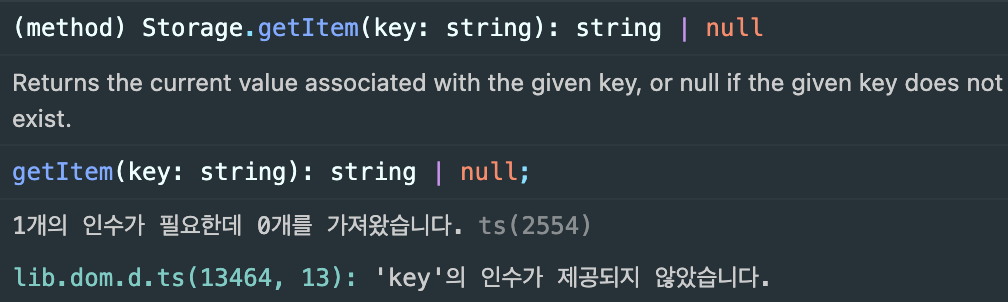 (method) Storage.getItem(key: string): string | null
Returns the current value associated with the given key, or null if the given key does not
exist.
getItem(key: string): string | null;
1개의 인수가 필요한데 0개를 가져왔습니다. ts(2554)
lib.dom.d.ts(13464, 13): 'key'의 인수가 제공되지 않았습니다.